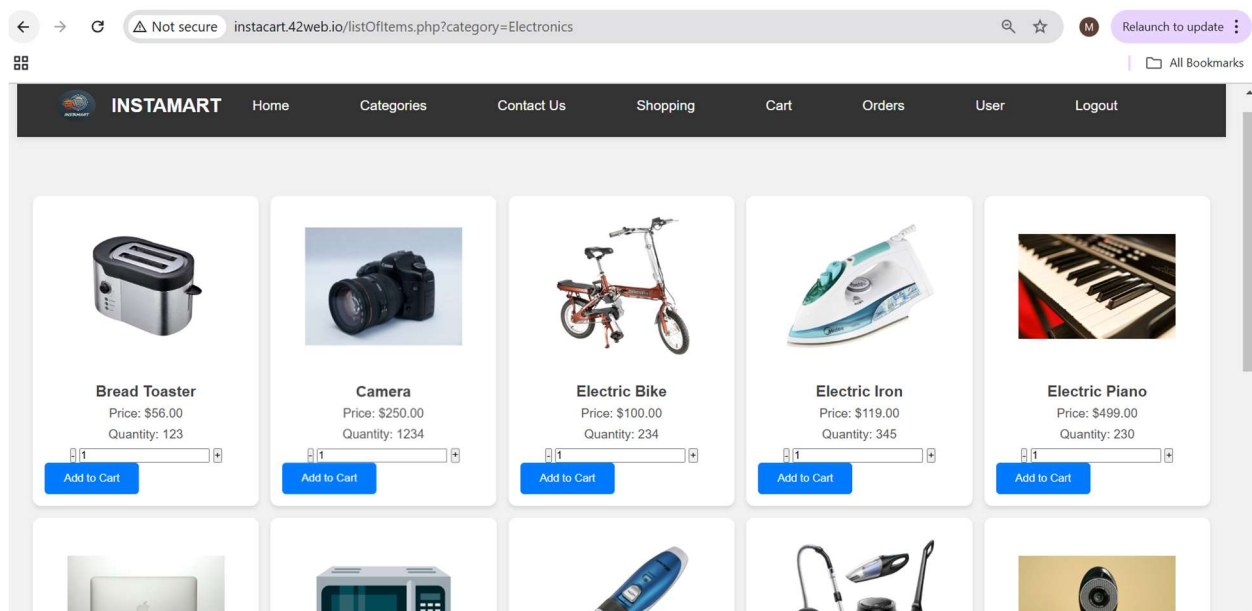 Not secure instacart.42web.io/listOfItems.php?category=Electronics
M
Relaunch to update
All Bookmarks
INSTAMART
INSTAMART Home Categories Contact Us Shopping Cart Orders User Logout
Bread Toaster
Price: $56.00
Quantity: 123
- 1 +
Add to Cart
Camera
Price: $250.00
Quantity: 1234
- 1 +
Add to Cart
Electric Bike
Price: $100.00
Quantity: 234
- 1 +
Add to Cart
Electric Iron
Price: $119.00
Quantity: 345
- 1 +
Add to Cart
Electric Piano
Price: $499.00
Quantity: 230
- 1 +
Add to Cart